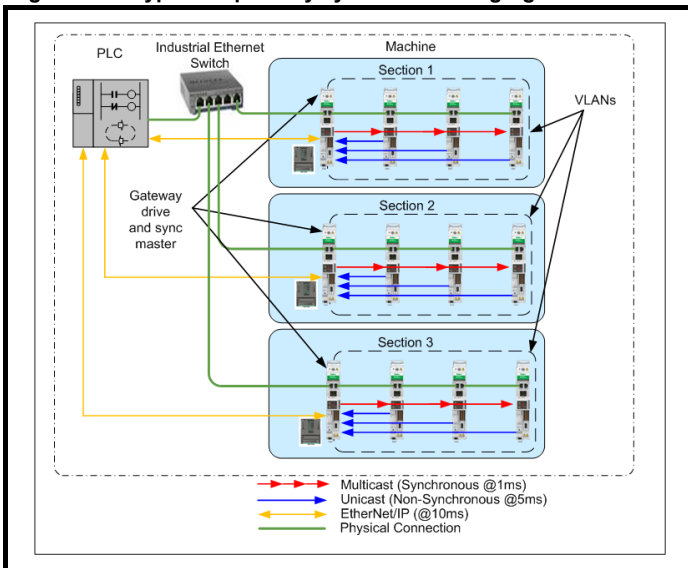 PLC
Industrial Ethernet
Switch
Machine
Section 1
VLANs
Gateway
drive
and sync
master
Section 2
Section 3
Multicast (Synchronous @1ms)
Unicast (Non-Synchronous @5ms)
EtherNet/IP (@10ms)
Physical Connection